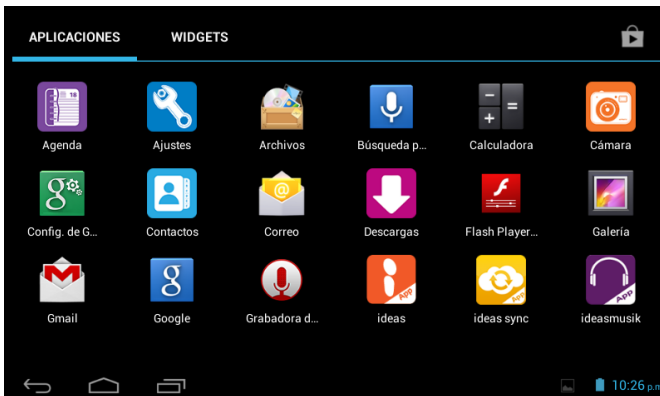 APLICACIONES WIDGETS
Agenda Ajustes Archivos Búsqueda p... Calculadora Cámara
Config. de G... Contactos Correo Descargas Flash Player... Galería
Gmail Google Grabadora d... ideas ideas sync ideasmusik
10:26 p.m